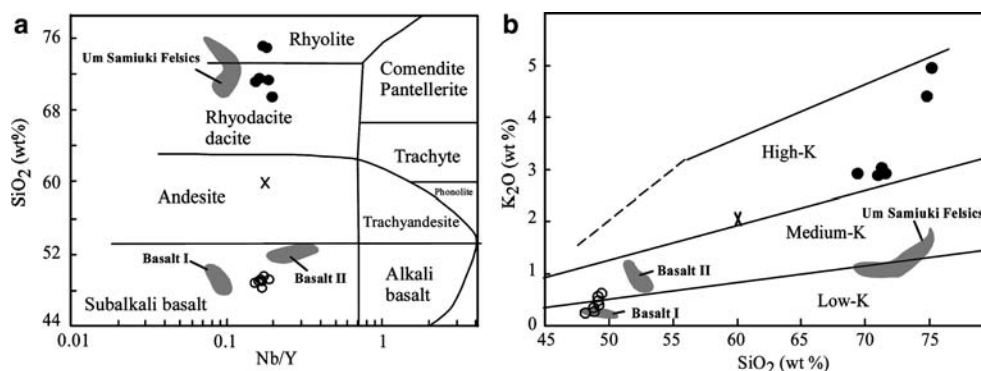 a
SiO2 (wt%)
76
68
60
52
44
Rhyolite
Um Samiuki Felsics
Comendite
Pantellerite
Rhyodacite
dacite
Trachyte
Andesite
X
Phonolite
Trachyandesite
Basalt I
Basalt II
Subalkali basalt
Alkali
basalt
0.01
0.1
1
Nb/Y
b
K2O (wt %)
5
4
3
2
1
0
High-K
X
Um Samiuki Felsics
Medium-K
Basalt II
Basalt I
Low-K
45
50
55
60
65
70
75
SiO2 (wt %)